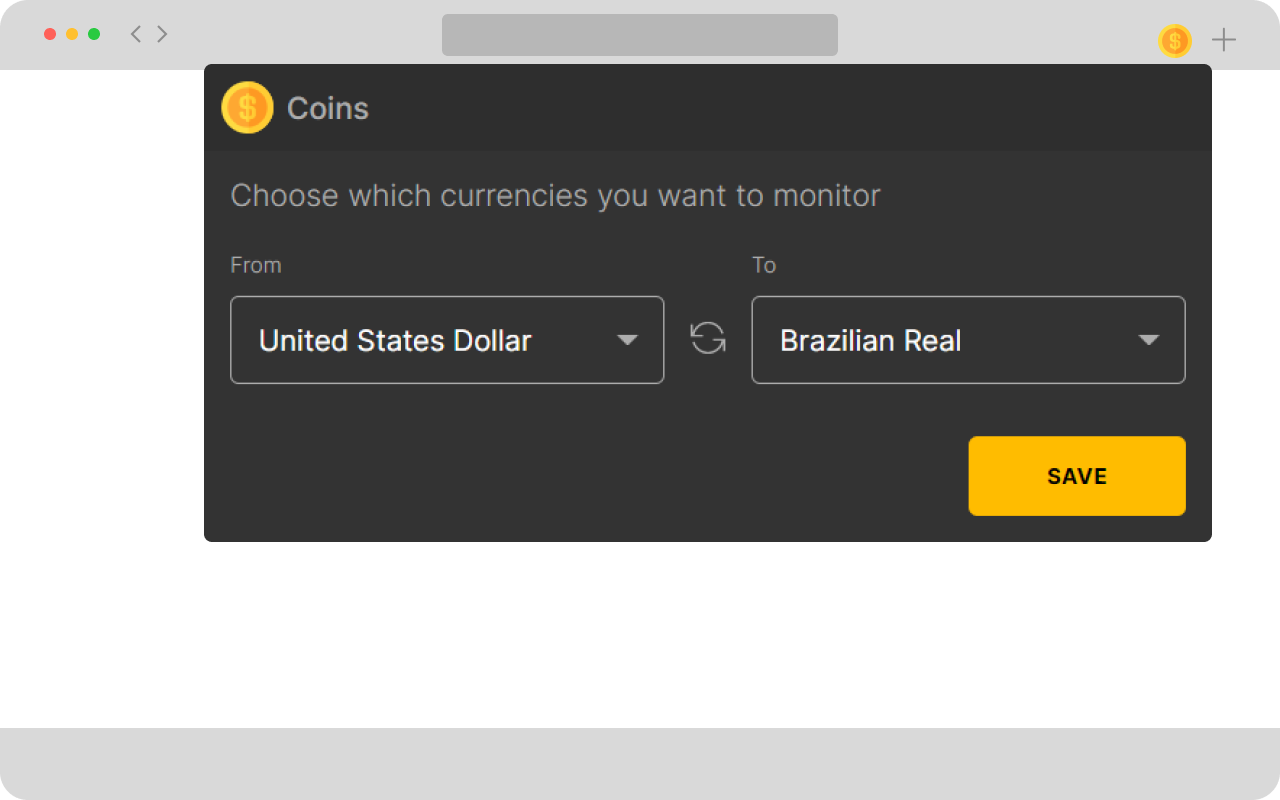 Coins
Choose which currencies you want to monitor
From
To
United States Dollar
Brazilian Real
SAVE